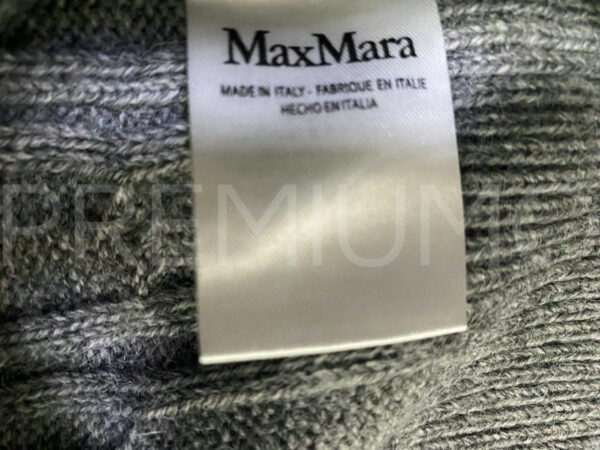 MaxMara
MADE IN ITALY - FABRIQUE EN ITALIE
HECHO EN ITALIA
PREMIUM